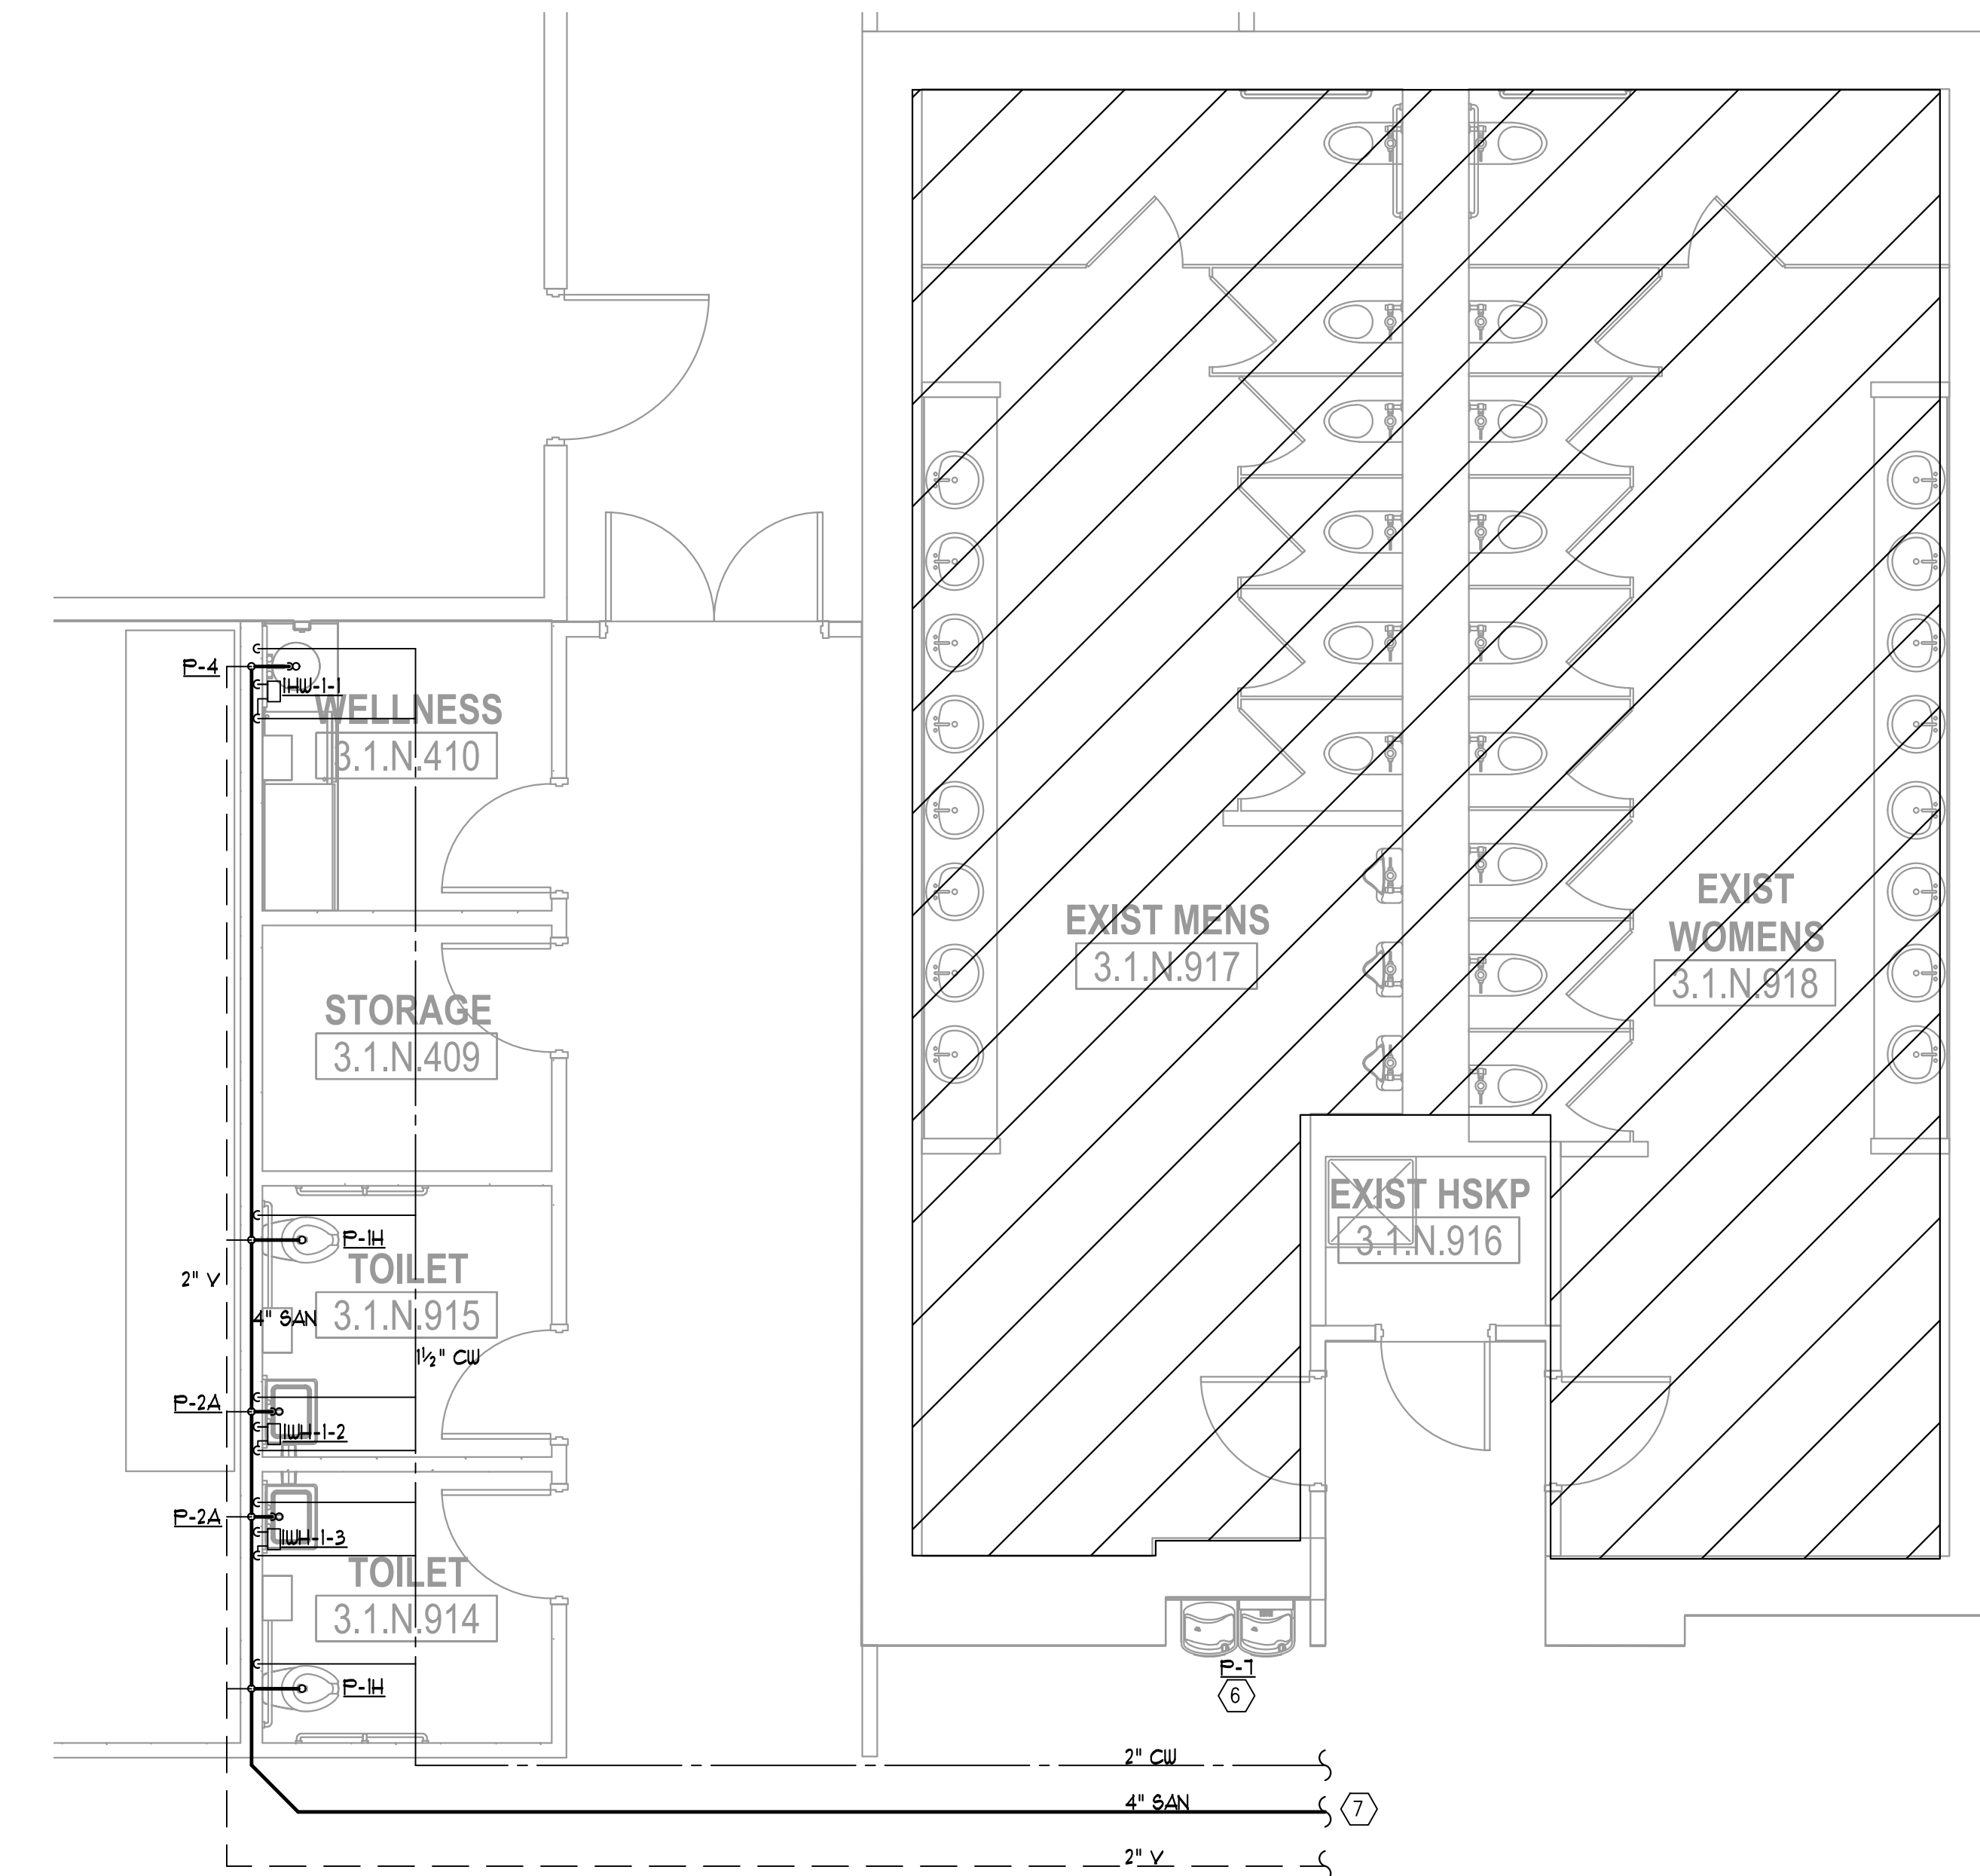 P-4
IHW-1-1
WELLNESS
3.1.N.410
EXIST MENS
3.1.N.917
EXIST
WOMENS
3.1.N.918
STORAGE
3.1.N.409
EXIST HSKP
3.1.N.916
P-1H
TOILET
3.1.N.915
2" V
4" SAN
1½" CW
P-2A
IWH-1-2
P-2A
IWH-1-3
TOILET
3.1.N.914
P-1H
P-7
6
2" CW
4" SAN
7
2" V